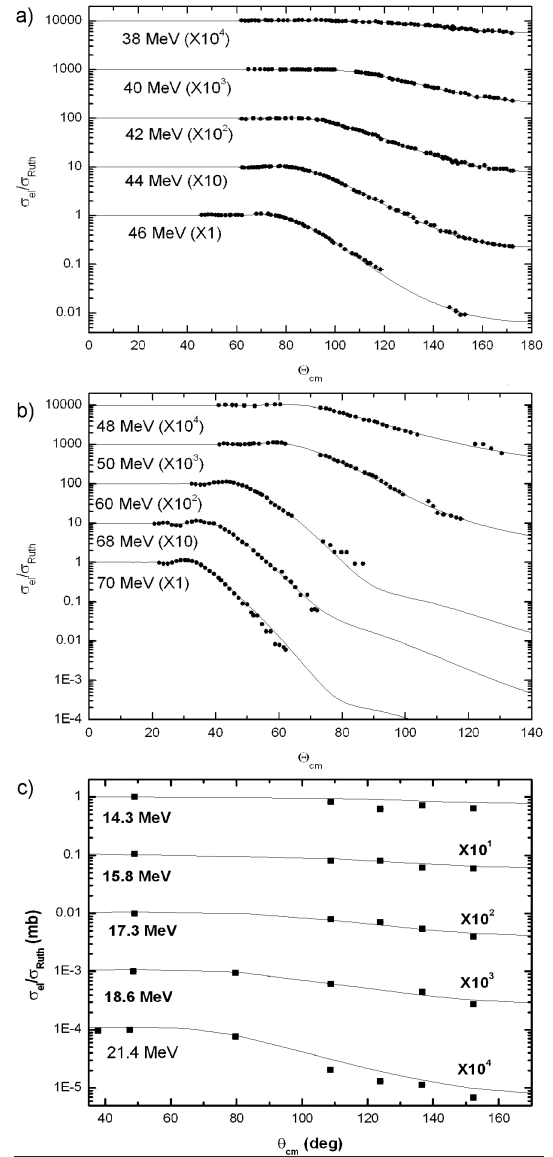 a)
10000
38 MeV (X10⁴)
1000
40 MeV (X10³)
100
42 MeV (X10²)
10
44 MeV (X10)
1
46 MeV (X1)
0.1
0.01
σel/σRuth
0 20 40 60 80 100 120 140 160 180
Θcm
b)
10000
48 MeV (X10⁴)
1000
50 MeV (X10³)
100
60 MeV (X10²)
10
68 MeV (X10)
1
70 MeV (X1)
0.1
0.01
1E-3
1E-4
σel/σRuth
0 20 40 60 80 100 120 140
Θcm
c)
1
14.3 MeV
X10¹
0.1
15.8 MeV
X10²
0.01
17.3 MeV
X10³
1E-3
18.6 MeV
X10⁴
1E-4
21.4 MeV
1E-5
σel/σRuth (mb)
40 60 80 100 120 140 160
θcm (deg)